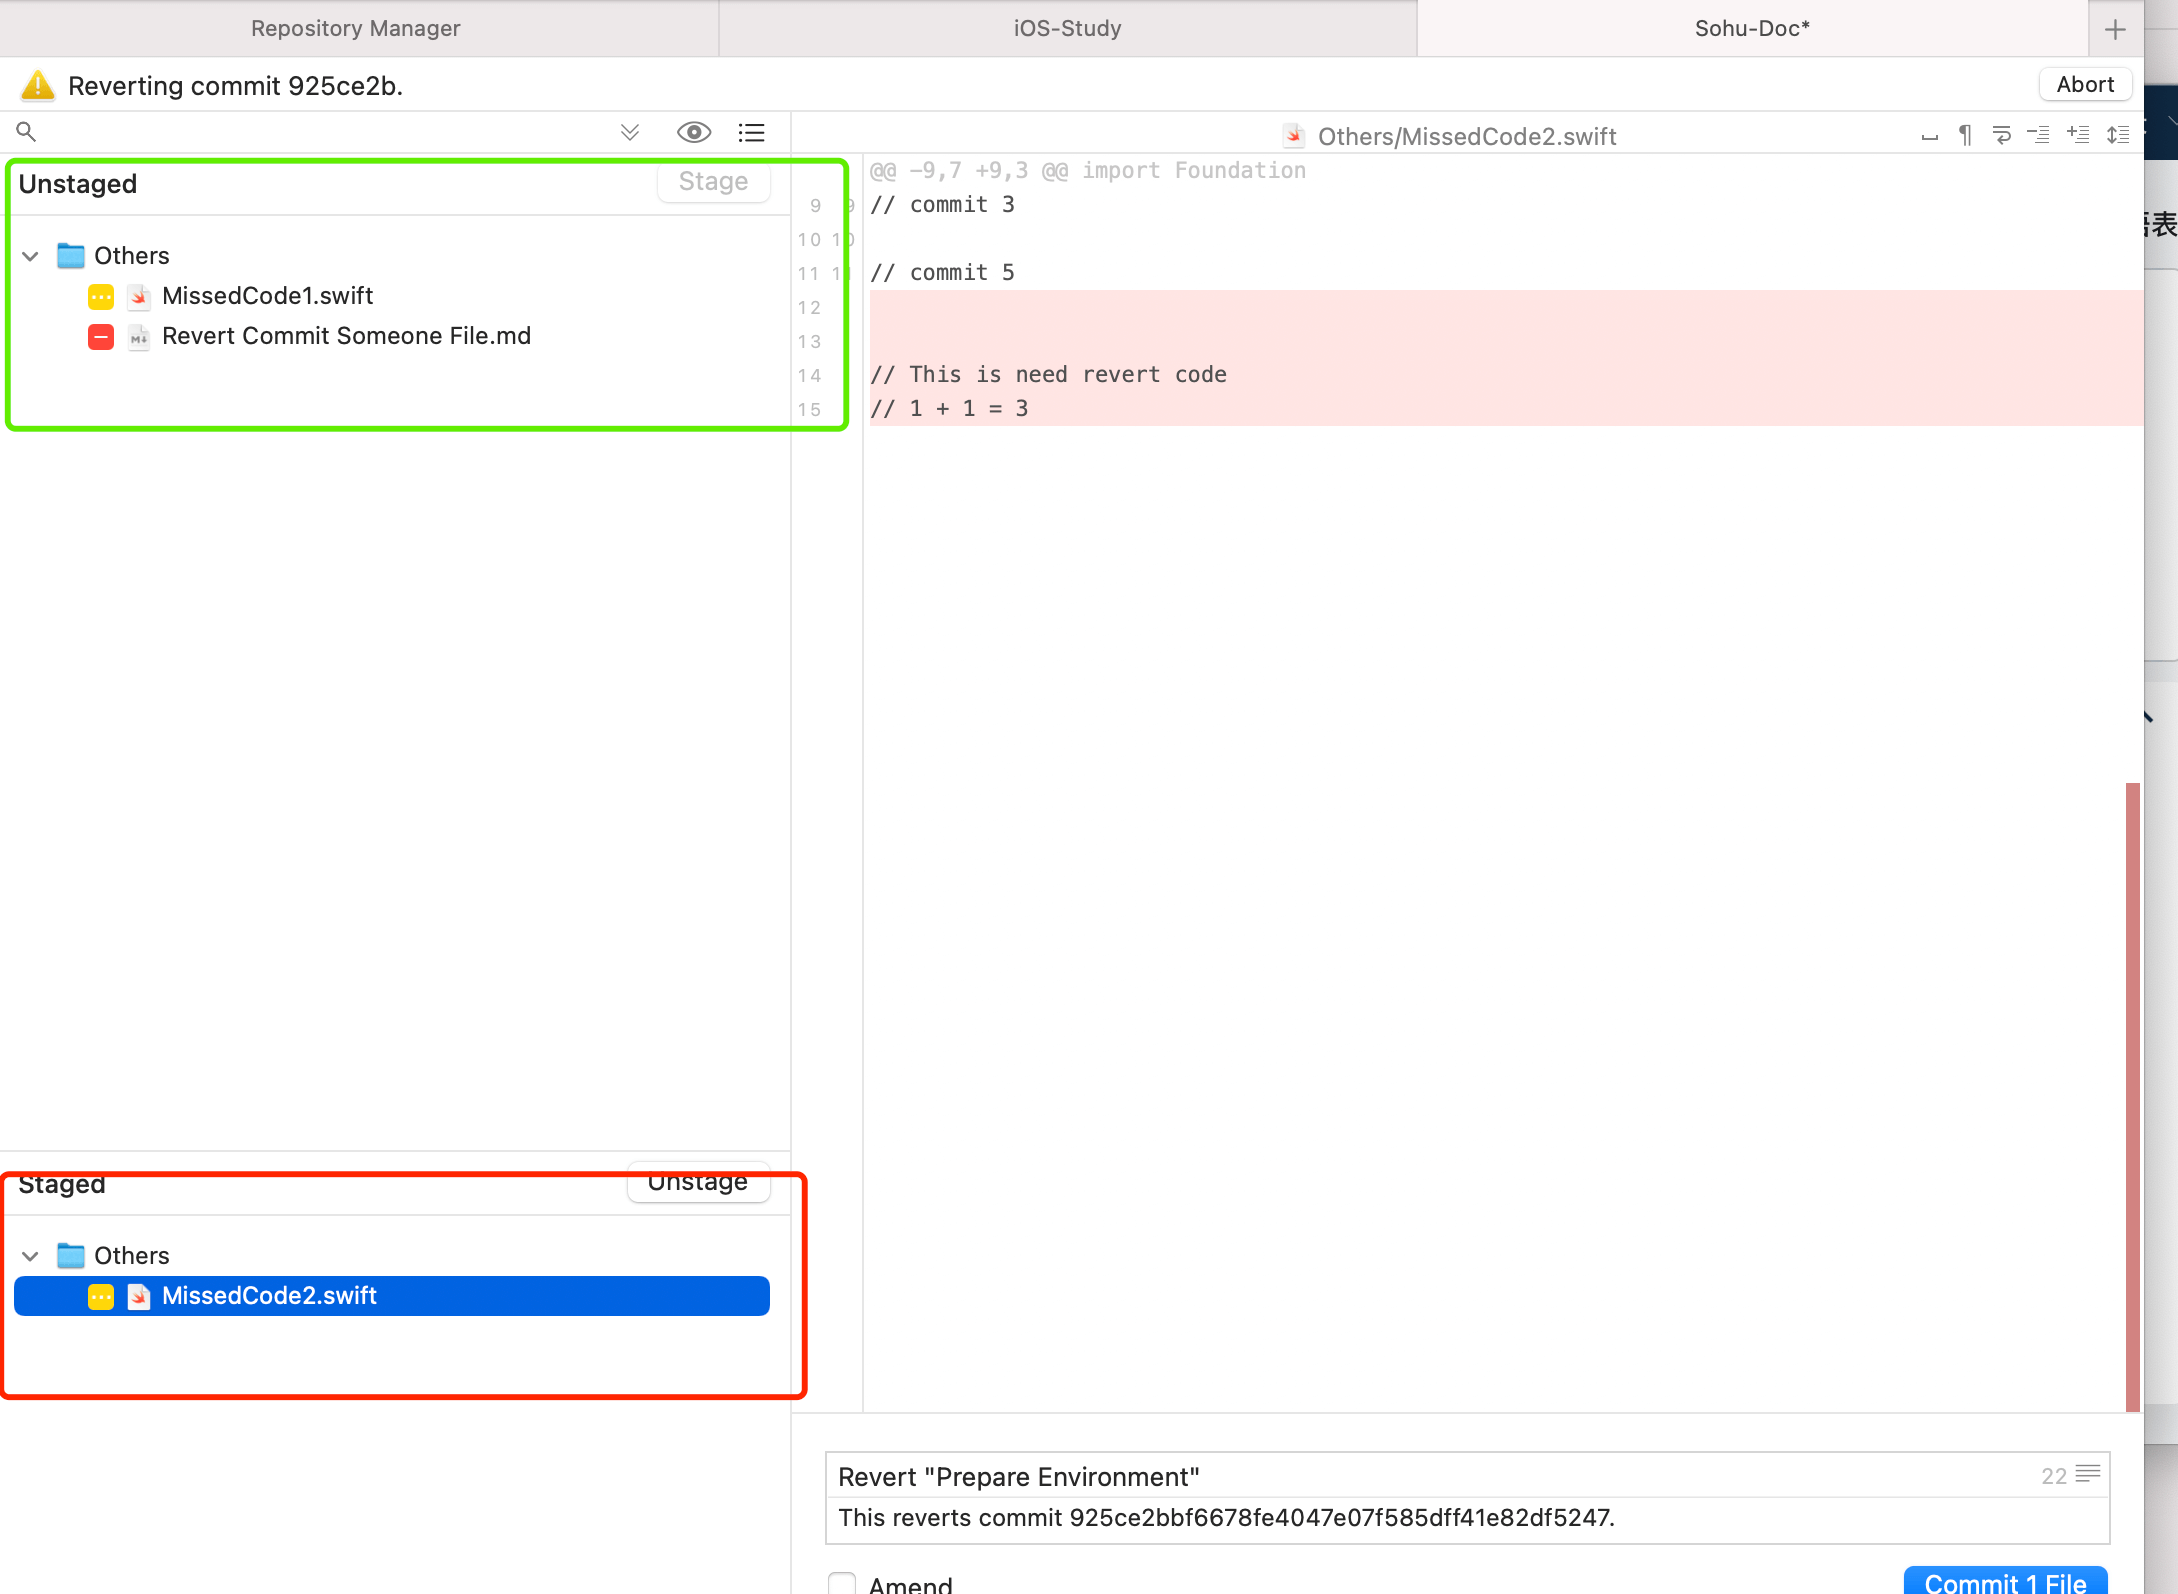 Repository Manager
iOS-Study
Sohu-Doc*
Reverting commit 925ce2b.
Abort
Others/MissedCode2.swift
Unstaged
Stage
Others
MissedCode1.swift
Revert Commit Someone File.md
@@ -9,7 +9,3 @@ import Foundation
9 9 // commit 3
10 10
11 11 // commit 5
12
13
14 // This is need revert code
15 // 1 + 1 = 3
Staged
Unstage
Others
MissedCode2.swift
Revert "Prepare Environment"
22
This reverts commit 925ce2bbf6678fe4047e07f585dff41e82df5247.
Amend
Commit 1 File
表